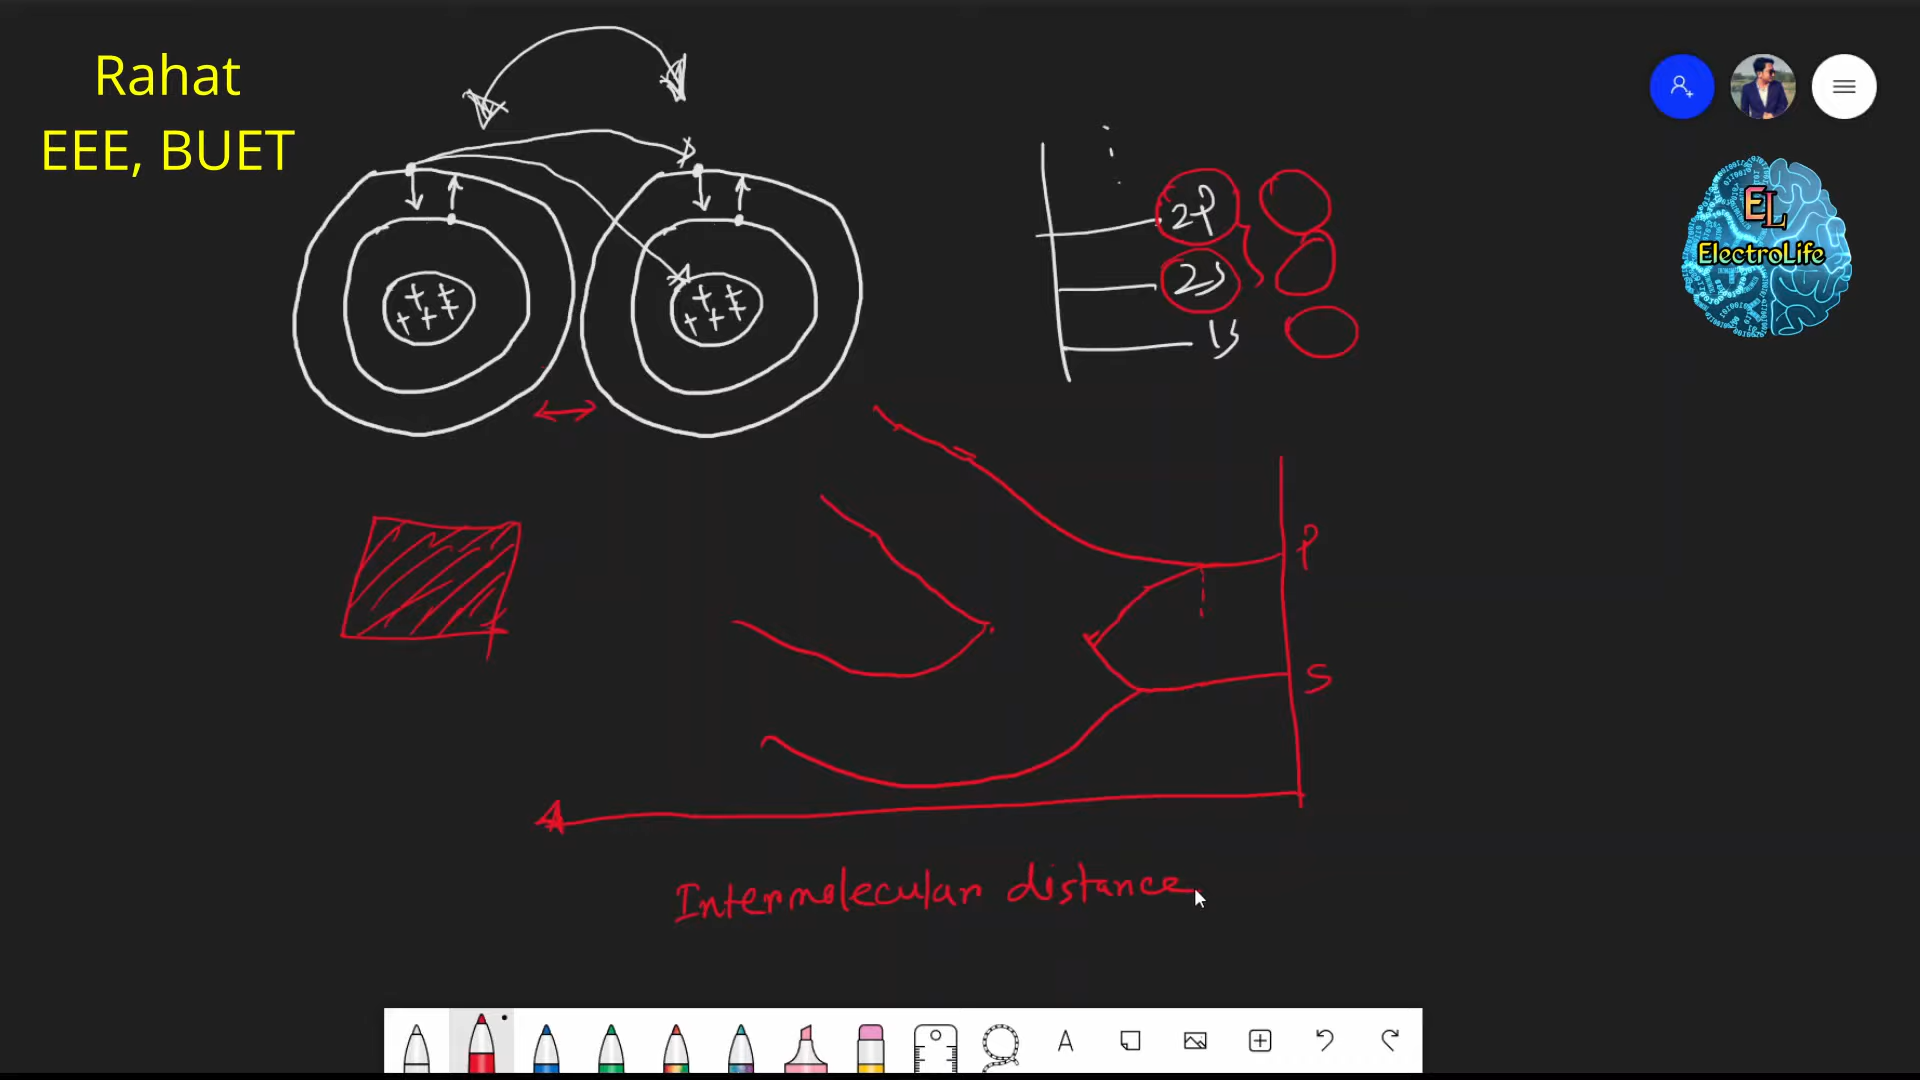 Rahat
EEE, BUET
EL
ElectroLife
2p
2s
1s
+ + + + +
+ + + + +
P
S
Intermolecular distance
A